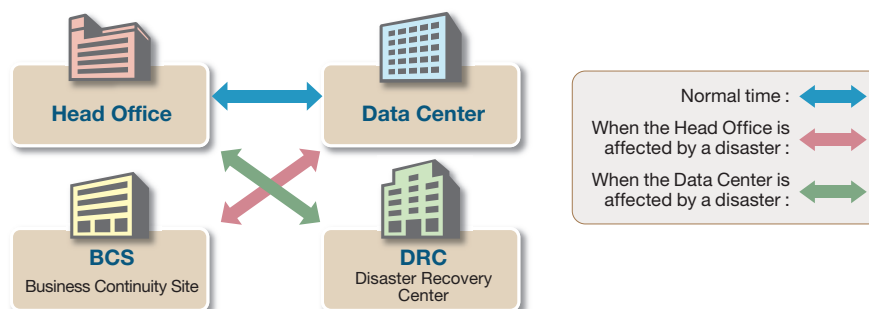 Head Office
Data Center
BCS
Business Continuity Site
DRC
Disaster Recovery
Center
Normal time :
When the Head Office is
affected by a disaster :
When the Data Center is
affected by a disaster :